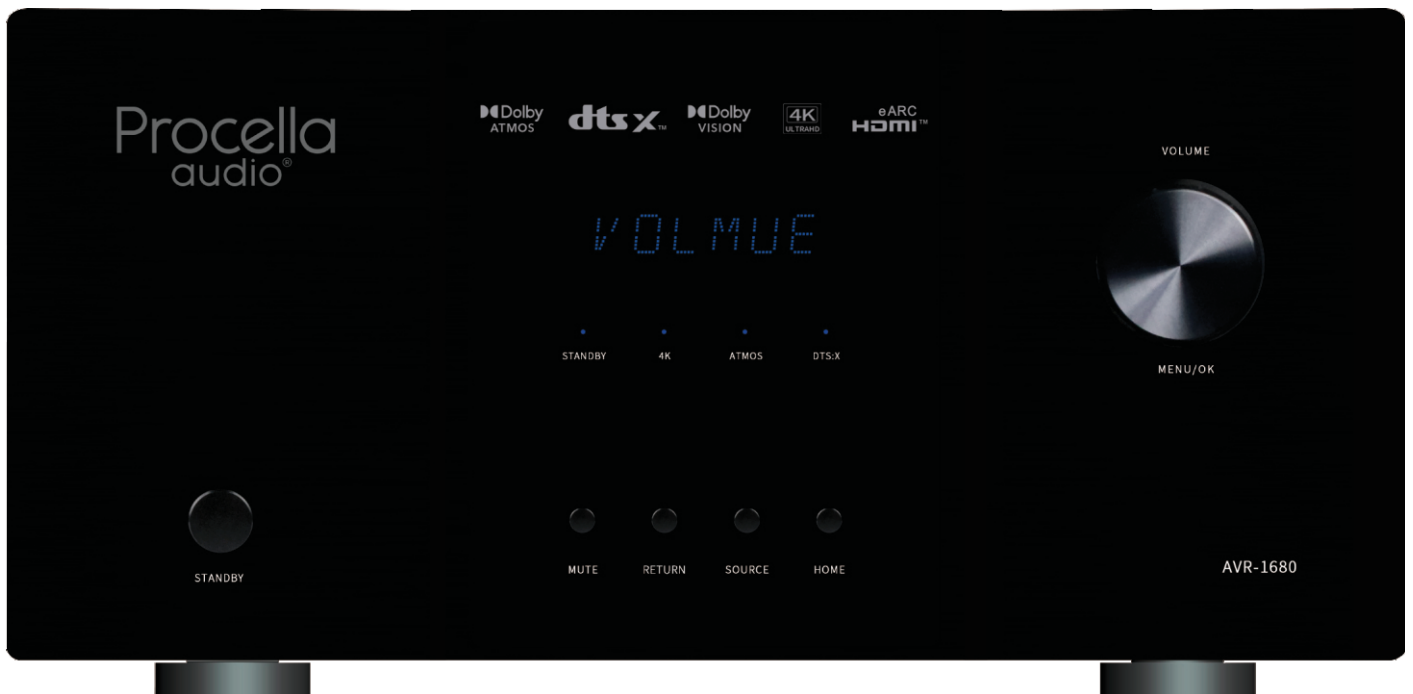 Procella
audio®
Dolby ATMOS
dts X™
Dolby VISION
4K ULTRAHD
eARC HDMI™
VOLUME
VOLMUE
STANDBY 4K ATMOS DTS:X
MENU/OK
STANDBY
MUTE RETURN SOURCE HOME
AVR-1680